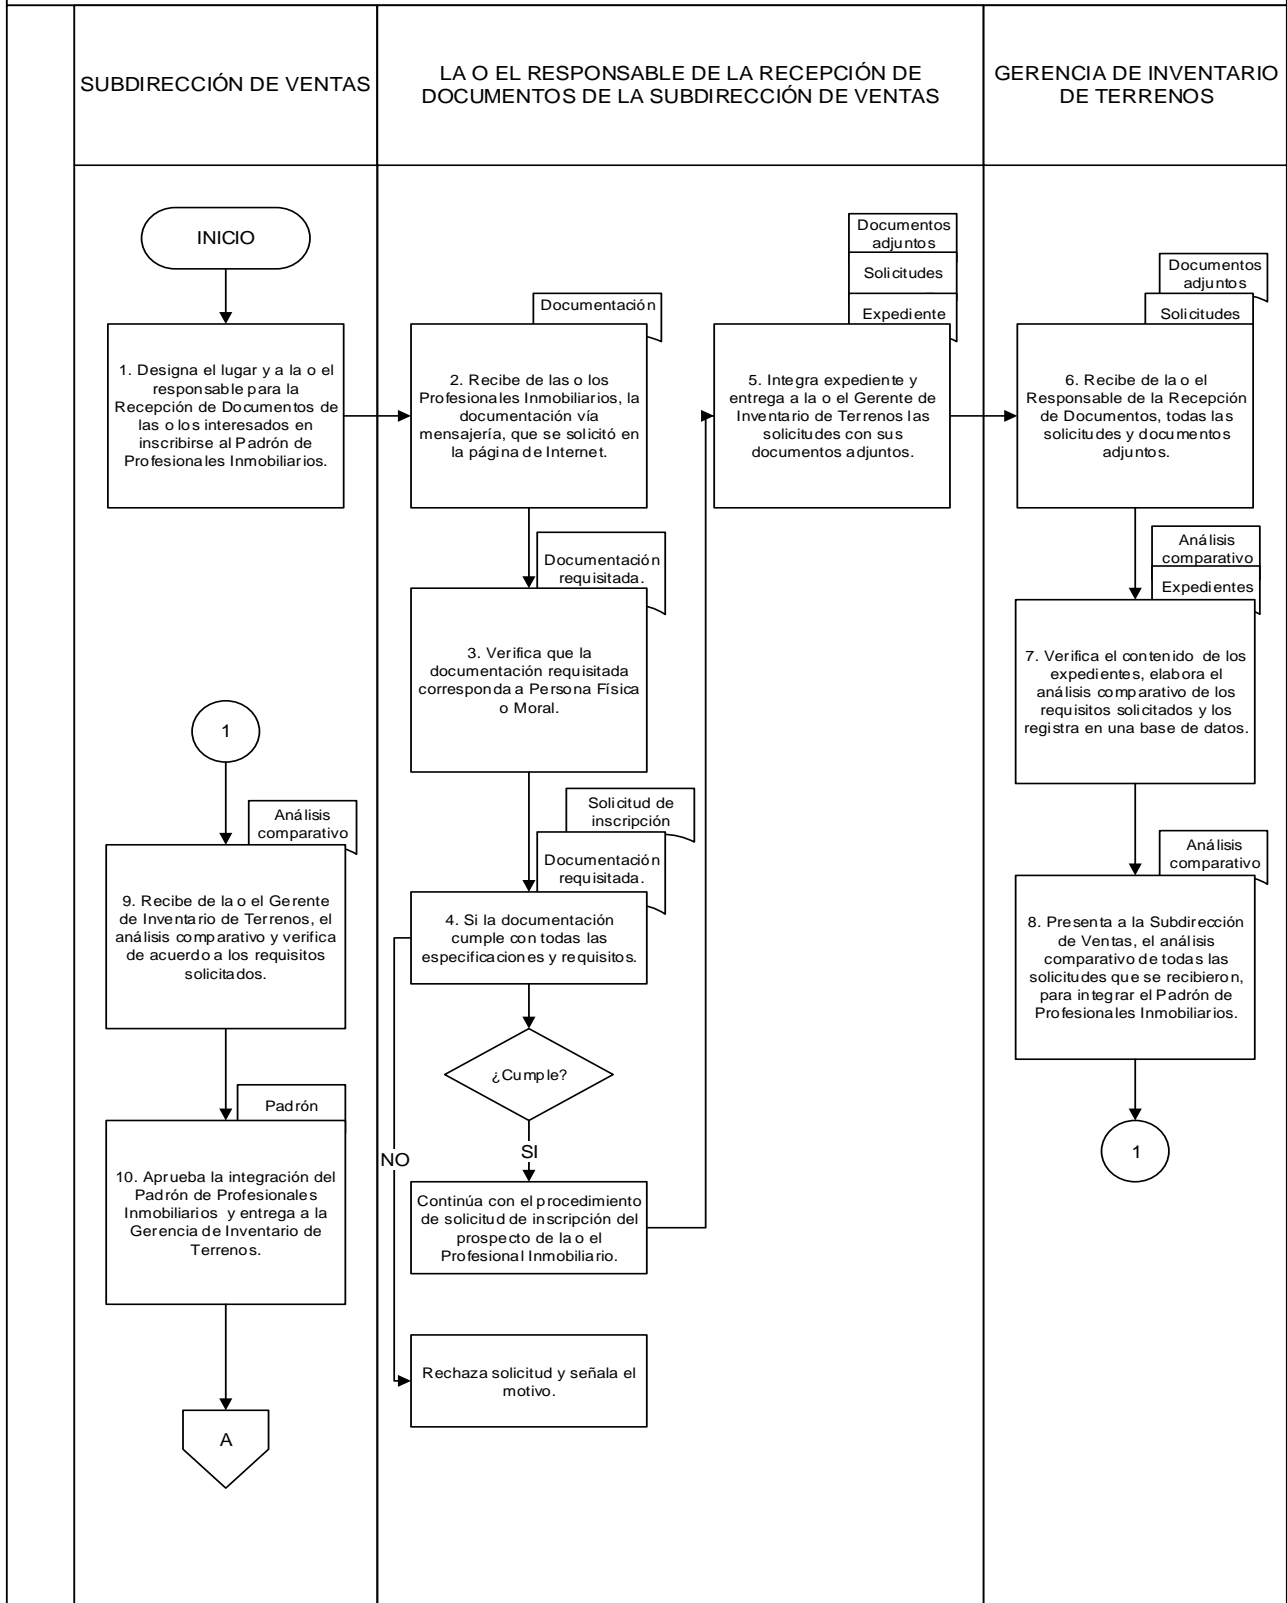 SUBDIRECCIÓN DE VENTAS
LA O EL RESPONSABLE DE LA RECEPCIÓN DE
DOCUMENTOS DE LA SUBDIRECCIÓN DE VENTAS
GERENCIA DE INVENTARIO
DE TERRENOS
INICIO
1. Designa el lugar y a la o el
responsable para la
Recepción de Documentos de
las o los interesados en
inscribirse al Padrón de
Profesionales Inmobiliarios.
Documentación
2. Recibe de las o los
Profesionales Inmobiliarios, la
documentación vía
mensajería, que se solicitó en
la página de Internet.
Documentación
requisitada.
3. Verifica que la
documentación requisitada
corresponda a Persona Física
o Moral.
Solicitud de
inscripción
Documentación
requisitada.
4. Si la documentación
cumple con todas las
especificaciones y requisitos.
¿Cumple?
SI
NO
Continúa con el procedimiento
de solicitud de inscripción del
prospecto de la o el
Profesional Inmobiliario.
Rechaza solicitud y señala el
motivo.
Documentos
adjuntos
Solicitudes
Expediente
5. Integra expediente y
entrega a la o el Gerente de
Inventario de Terrenos las
solicitudes con sus
documentos adjuntos.
Documentos
adjuntos
Solicitudes
6. Recibe de la o el
Responsable de la Recepción
de Documentos, todas las
solicitudes y documentos
adjuntos.
Análisis
comparativo
Expedientes
7. Verifica el contenido de los
expedientes, elabora el
análisis comparativo de los
requisitos solicitados y los
registra en una base de datos.
Análisis
comparativo
8. Presenta a la Subdirección
de Ventas, el análisis
comparativo de todas las
solicitudes que se recibieron,
para integrar el Padrón de
Profesionales Inmobiliarios.
1
1
Análisis
comparativo
9. Recibe de la o el Gerente
de Inventario de Terrenos, el
análisis comparativo y verifica
de acuerdo a los requisitos
solicitados.
Padrón
10. Aprueba la integración del
Padrón de Profesionales
Inmobiliarios y entrega a la
Gerencia de Inventario de
Terrenos.
A